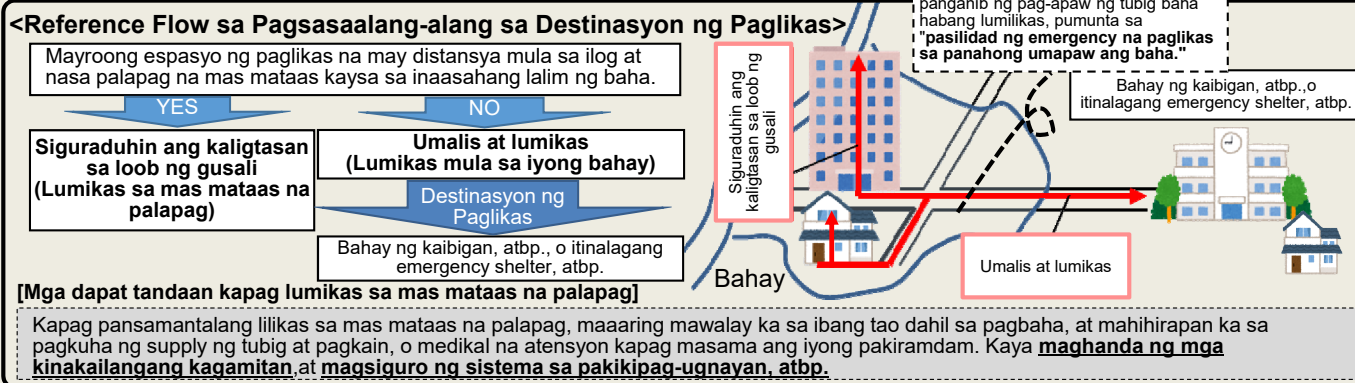 <Reference Flow sa Pagsasaalang-alang sa Destinasyon ng Paglikas>
Mayroong espasyo ng paglikas na may distansya mula sa ilog at
nasa palapag na mas mataas kaysa sa inaasahang lalim ng baha.
YES
NO
Siguraduhin ang kaligtasan
sa loob ng gusali
(Lumikas sa mas mataas na
palapag)
Umalis at lumikas
(Lumikas mula sa iyong bahay)
Destinasyon ng
Paglikas
Bahay ng kaibigan, atbp., o itinalagang
emergency shelter, atbp.
Siguraduhin ang
kaligtasan sa loob ng
gusali
panganib ng pag-apaw ng tubig baha
habang lumilikas, pumunta sa
"pasilidad ng emergency na paglikas
sa panahong umapaw ang baha."
Bahay ng kaibigan, atbp.,o
itinalagang emergency shelter, atbp.
Bahay
Umalis at lumikas
[Mga dapat tandaan kapag lumikas sa mas mataas na palapag]
Kapag pansamantalang lilikas sa mas mataas na palapag, maaaring mawalay ka sa ibang tao dahil sa pagbaha, at mahihirapan ka sa
pagkuha ng supply ng tubig at pagkain, o medikal na atensyon kapag masama ang iyong pakiramdam. Kaya maghanda ng mga
kinakailangang kagamitan,at magsiguro ng sistema sa pakikipag-ugnayan, atbp.